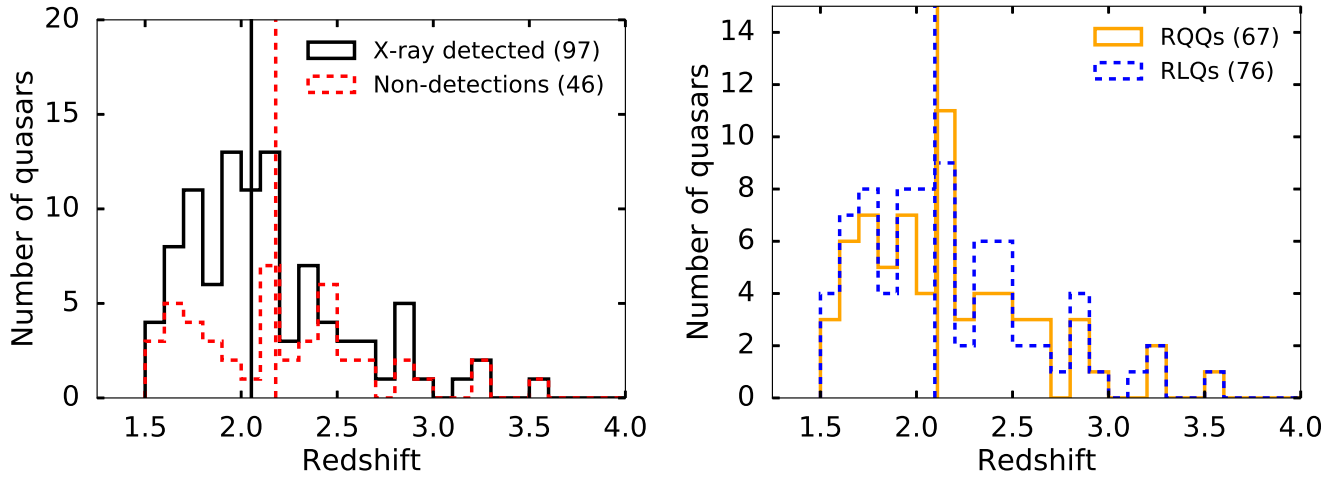 X-ray detected (97)
Non-detections (46)
Number of quasars
20
15
10
5
0
1.5 2.0 2.5 3.0 3.5 4.0
Redshift
RQQs (67)
RLQs (76)
Number of quasars
14
12
10
8
6
4
2
0
1.5 2.0 2.5 3.0 3.5 4.0
Redshift